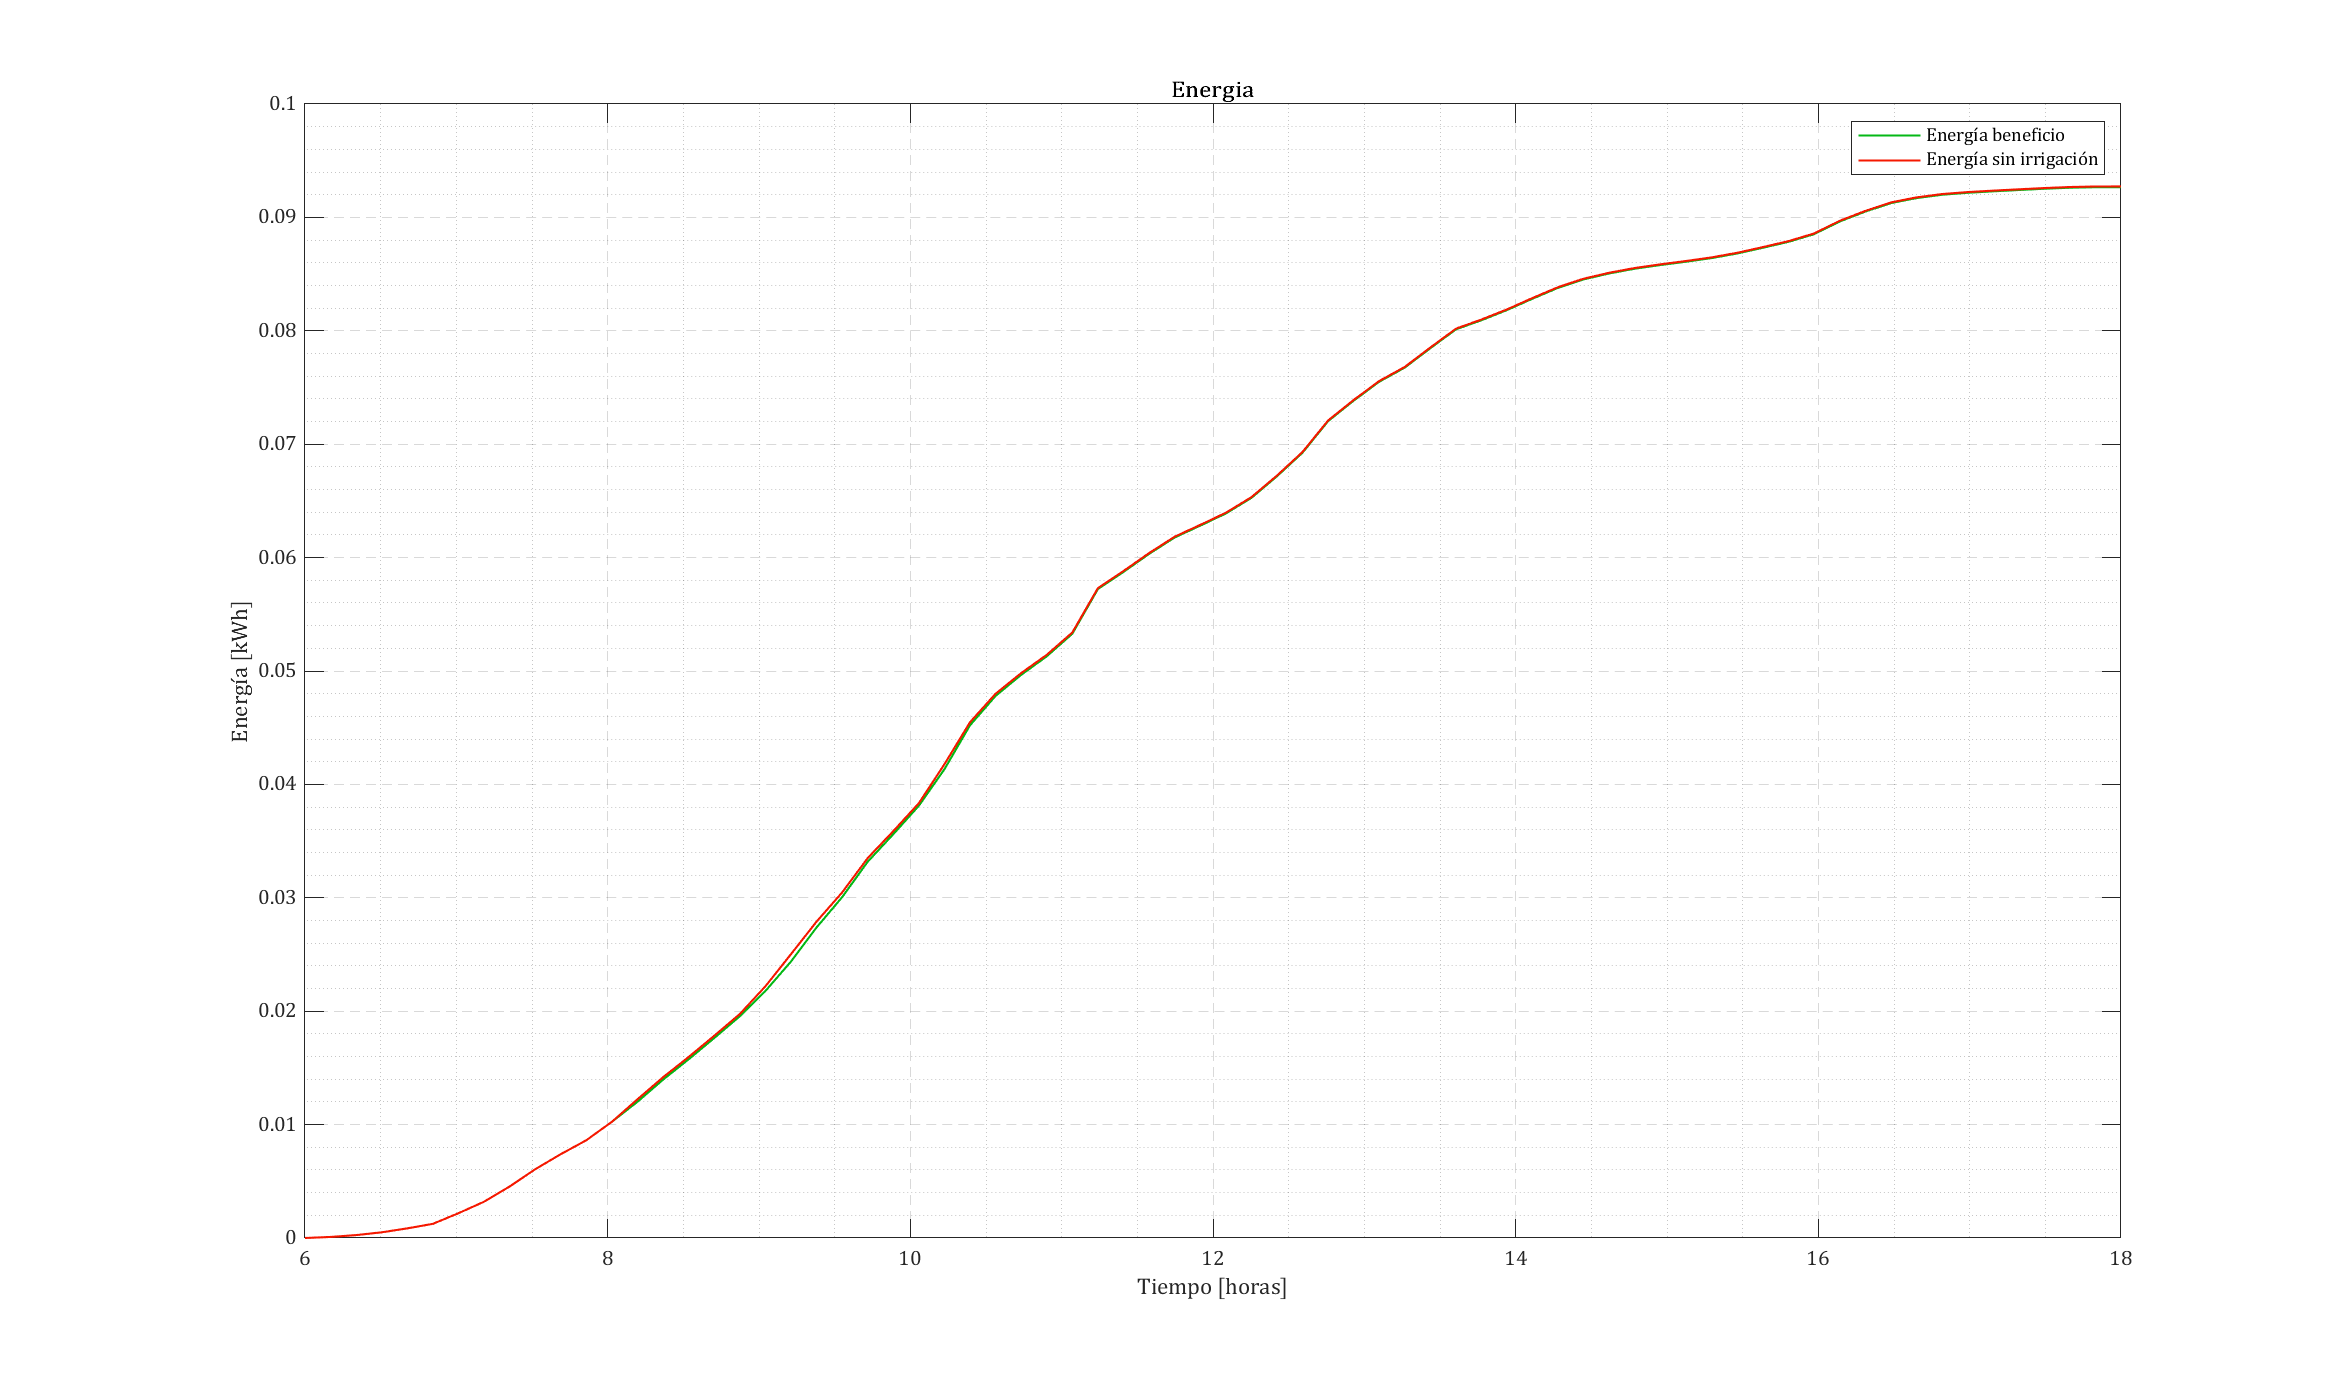 Energia
0.1
Energía beneficio
Energía sin irrigación
0.09
0.08
0.07
0.06
0.05
0.04
0.03
0.02
0.01
0
Energía [kWh]
6 8 10 12 14 16 18
Tiempo [horas]